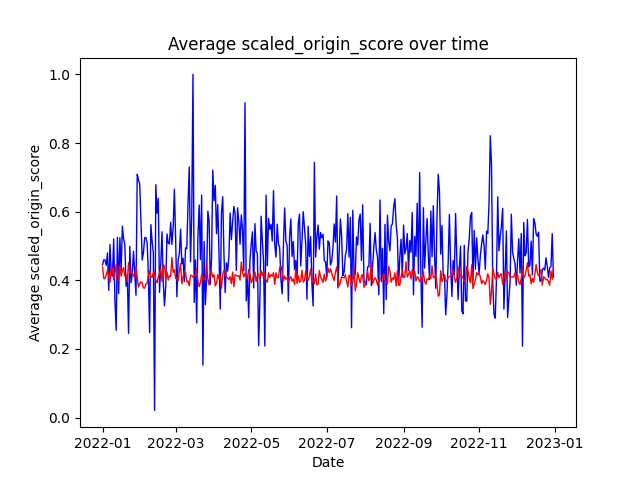 Average scaled_origin_score over time
Average scaled_origin_score
1.0
0.8
0.6
0.4
0.2
0.0
2022-01 2022-03 2022-05 2022-07 2022-09 2022-11 2023-01
Date